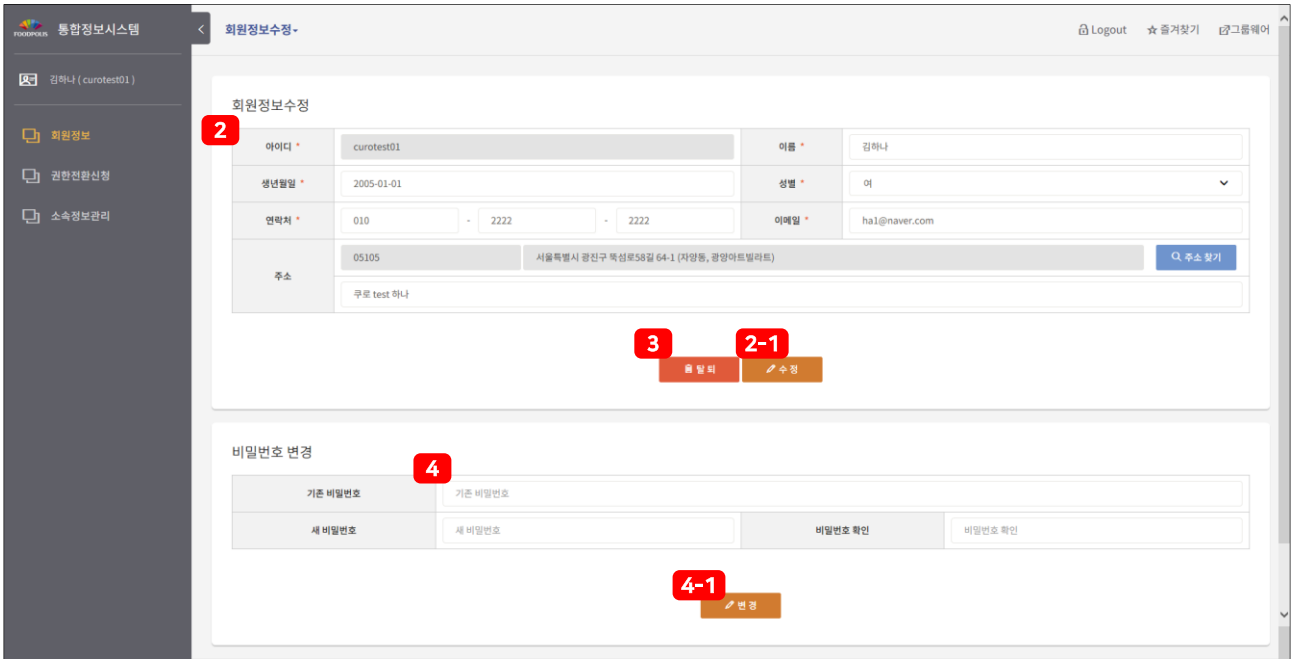 FOODPOLIS 통합정보시스템
회원정보수정
Logout 즐겨찾기 그룹웨어
김하나 ( curotest01 )
회원정보
권한전환신청
소속정보관리
회원정보수정
2
아이디 * curotest01 이름 * 김하나
생년월일 * 2005-01-01 성별 * 여
연락처 * 010 - 2222 - 2222 이메일 * ha1@naver.com
주소 05105 서울특별시 광진구 뚝섬로58길 64-1 (자양동, 광양아트빌라트) 주소 찾기
쿠로 test 하나
3 2-1
탈퇴 수정
비밀번호 변경
4
기존 비밀번호 기존 비밀번호
새 비밀번호 새 비밀번호 비밀번호 확인 비밀번호 확인
4-1
변경